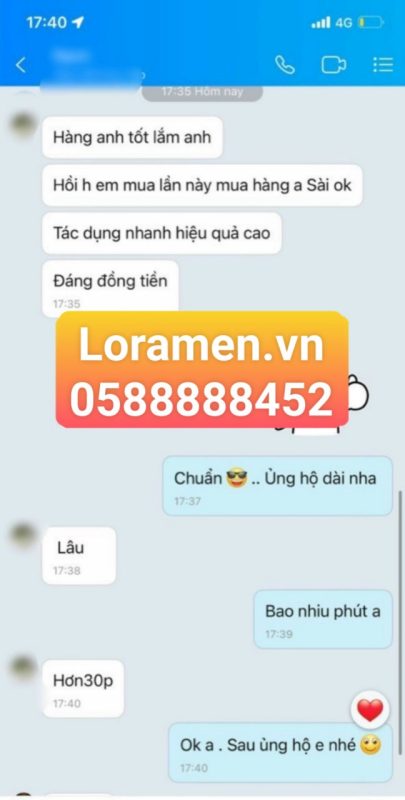 17:40
4G
17:35 Hôm nay
Hàng anh tốt lắm anh
Hồi h em mua lần này mua hàng a Sài ok
Tác dụng nhanh hiệu quả cao
Đáng đồng tiền
17:35
Loramen.vn
0588888452
Chuẩn 😎 .. Ủng hộ dài nha
17:37
Lâu
17:38
Bao nhiu phút a
17:39
Hơn30p
17:40
Ok a . Sau ủng hộ e nhé 🙂
17:40